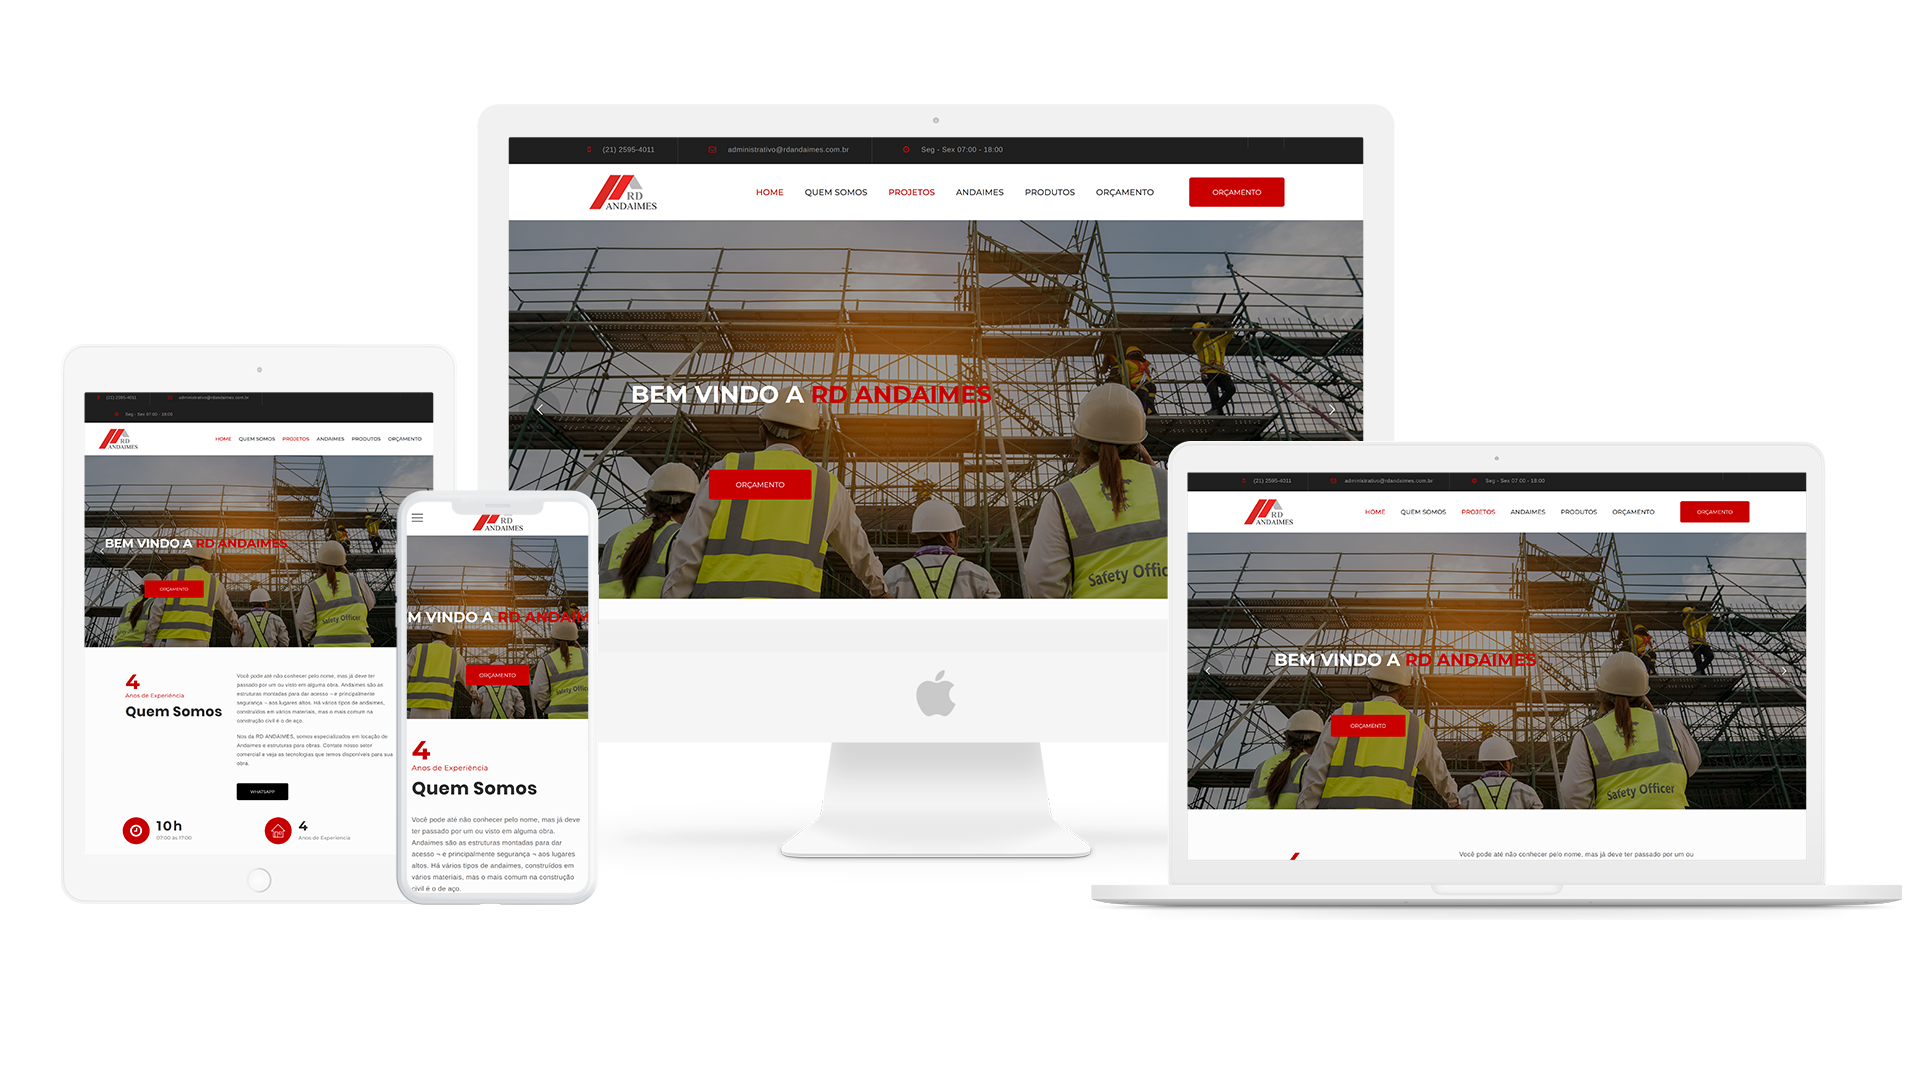 (21) 2595-4011
administrativo@rdandaimes.com.br
Seg - Sex 07:00 - 18:00
RD
ANDAIMES
HOME QUEM SOMOS PROJETOS ANDAIMES PRODUTOS ORÇAMENTO
ORÇAMENTO
BEM VINDO A RD ANDAIMES
ORÇAMENTO
Safety Offic
(21) 2595-4011
administrativo@rdandaimes.com.br
Seg - Sex 07:00 - 18:00
RD
ANDAIMES
HOME QUEM SOMOS PROJETOS ANDAIMES PRODUTOS ORÇAMENTO
BEM VINDO A RD ANDAIMES
ORÇAMENTO
Safety Officer
4
Anos de Experiência
Quem Somos
Você pode até não conhecer pelo nome, mas já deve ter
passado por um ou visto em alguma obra. Andaimes são as
estruturas montadas para dar acesso ¬ e principalmente
segurança ¬ aos lugares altos. Há vários tipos de andaimes,
construídos em vários materiais, mas o mais comum na
construção civil é o de aço.
Nos da RD ANDAIMES, somos especializados em locação de
Andaimes e estruturas para obras. Contate nosso setor
comercial e veja as tecnologias que temos disponíveis para sua
obra.
WHATSAPP
10h
07:00 às 17:00
4
Anos de Experiencia
RD
ANDAIMES
M VINDO A RD ANDAIM
ORÇAMENTO
Safety Offic
4
Anos de Experiência
Quem Somos
Você pode até não conhecer pelo nome, mas já deve
ter passado por um ou visto em alguma obra.
Andaimes são as estruturas montadas para dar
acesso ¬ e principalmente segurança ¬ aos lugares
altos. Há vários tipos de andaimes, construídos em
vários materiais, mas o mais comum na construção
civil é o de aço.
(21) 2595-4011
administrativo@rdandaimes.com.br
Seg - Sex 07:00 - 18:00
RD
ANDAIMES
HOME QUEM SOMOS PROJETOS ANDAIMES PRODUTOS ORÇAMENTO
ORÇAMENTO
BEM VINDO A RD ANDAIMES
ORÇAMENTO
Safety Officer
Você pode até não conhecer pelo nome, mas já deve ter passado por um ou